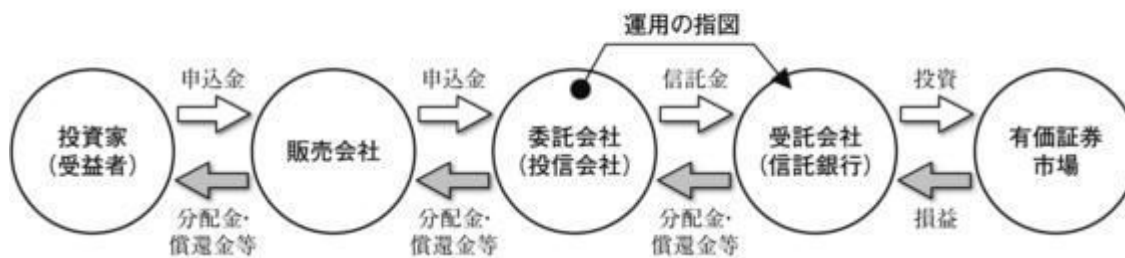 運用の指図
申込金
申込金
信託金
投資
投資家
(受益者)
販売会社
委託会社
(投信会社)
受託会社
(信託銀行)
有価証券
市場
分配金・
償還金等
分配金・
償還金等
分配金・
償還金等
損益